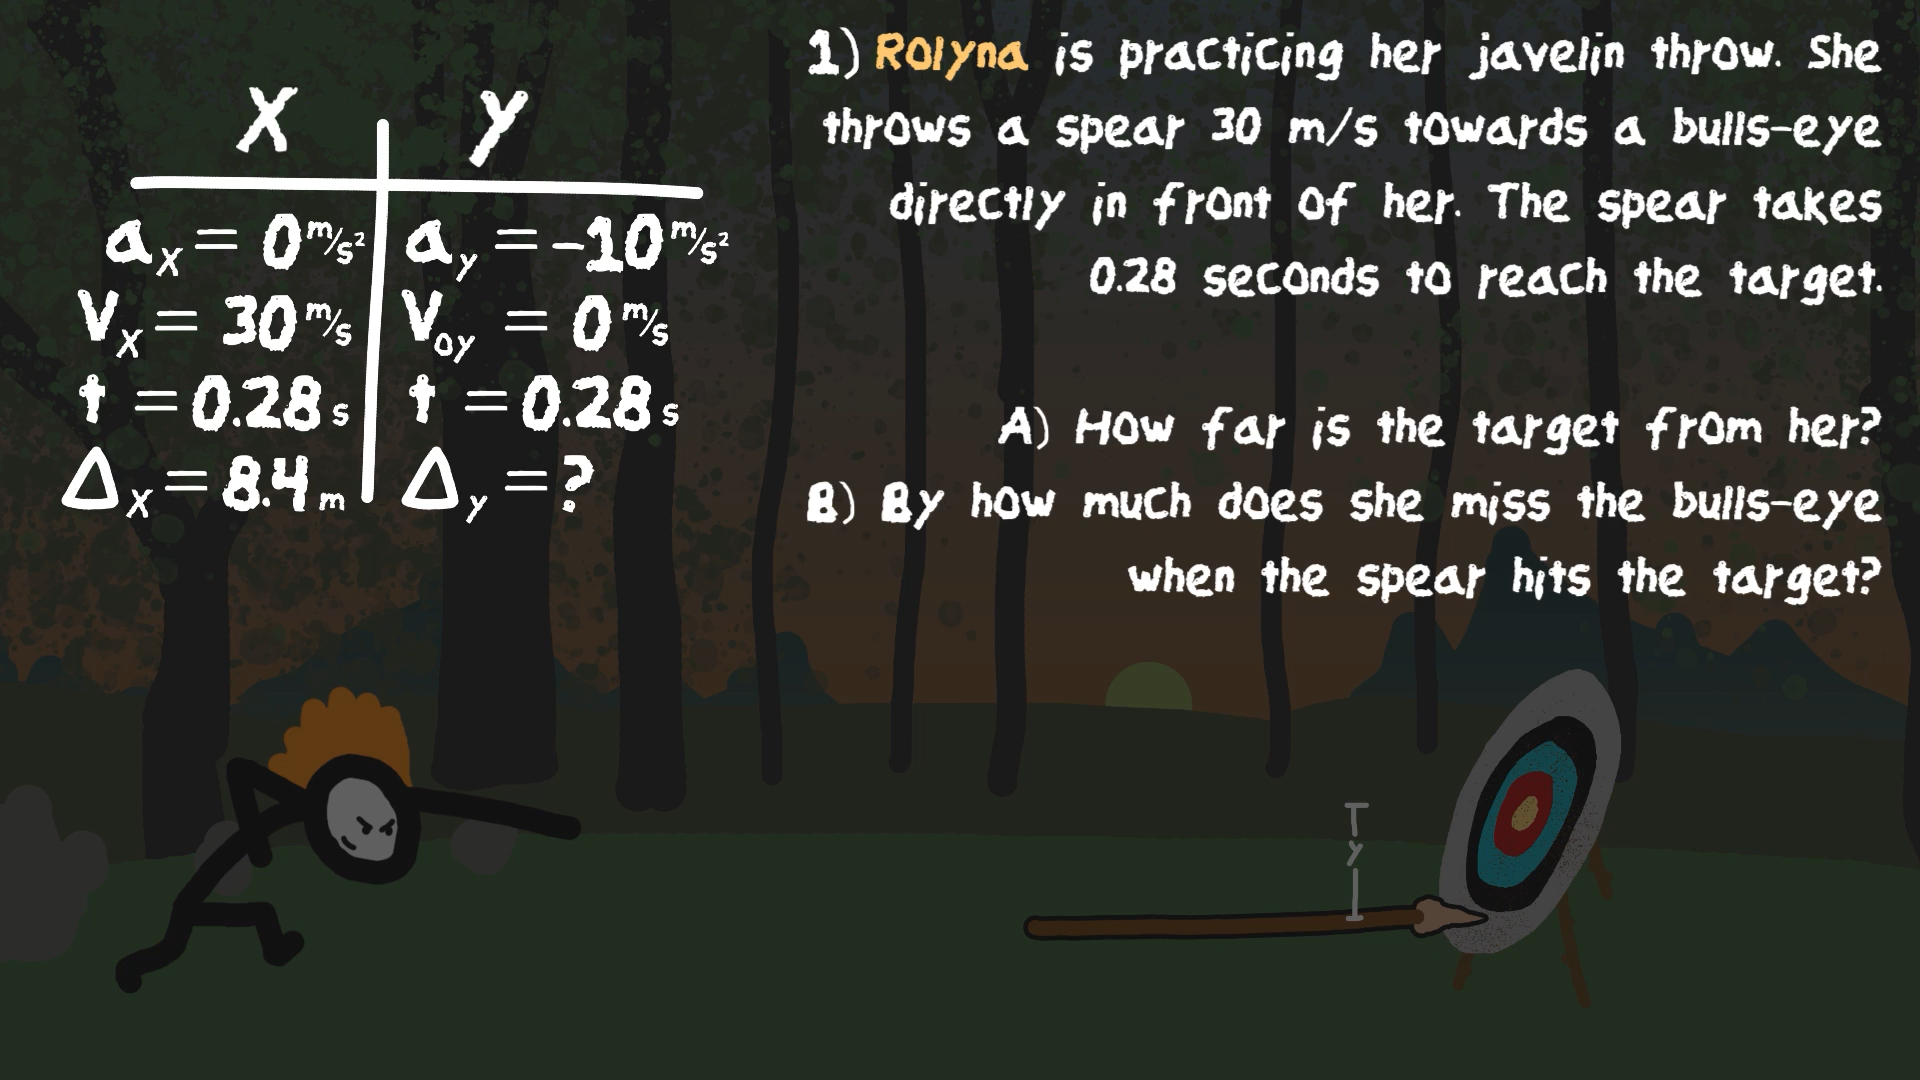 X y
aₓ = 0 m/s² aᵧ = -10 m/s²
Vₓ = 30 m/s V₀ᵧ = 0 m/s
t = 0.28 s t = 0.28 s
Δₓ = 8.4 m Δᵧ = ?
1) Rolyna is practicing her javelin throw. She
throws a spear 30 m/s towards a bulls-eye
directly in front of her. The spear takes
0.28 seconds to reach the target.
A) How far is the target from her?
B) By how much does she miss the bulls-eye
when the spear hits the target?
y